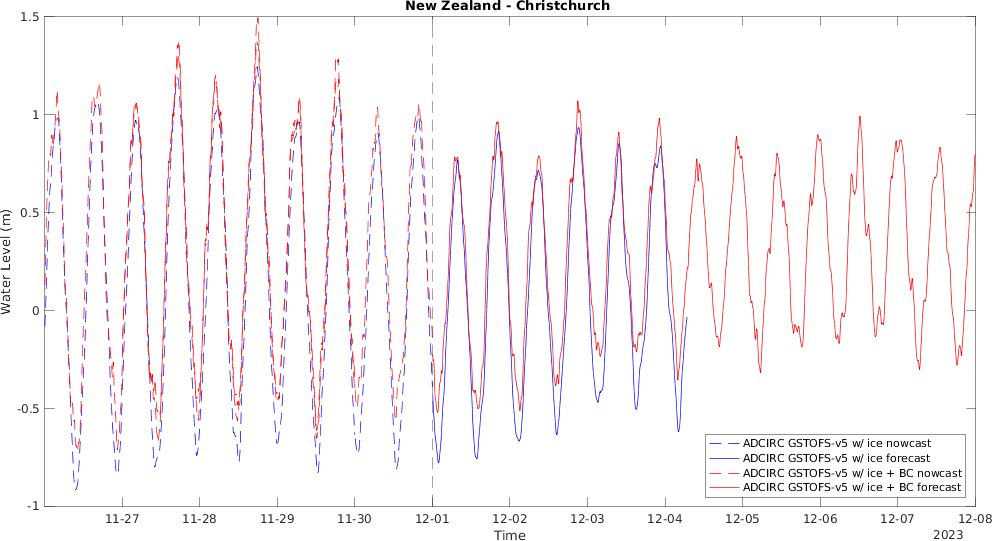 New Zealand - Christchurch
Water Level (m)
1.5
1
0.5
0
-0.5
-1
11-27
11-28
11-29
11-30
12-01
12-02
12-03
12-04
12-05
12-06
12-07
12-08
Time
2023
ADCIRC GSTOFS-v5 w/ ice nowcast
ADCIRC GSTOFS-v5 w/ ice forecast
ADCIRC GSTOFS-v5 w/ ice + BC nowcast
ADCIRC GSTOFS-v5 w/ ice + BC forecast